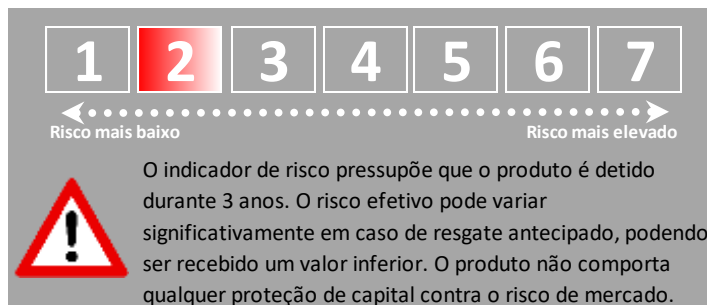 1 2 3 4 5 6 7
Risco mais baixo Risco mais elevado
O indicador de risco pressupõe que o produto é detido
durante 3 anos. O risco efetivo pode variar
significativamente em caso de resgate antecipado, podendo
ser recebido um valor inferior. O produto não comporta
qualquer proteção de capital contra o risco de mercado.